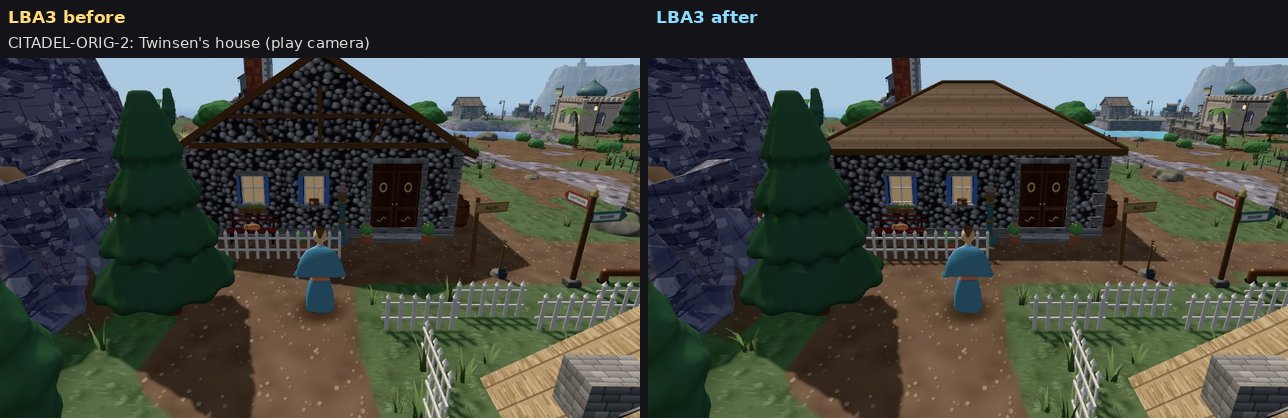 LBA3 before
LBA3 after
CITADEL-ORIG-2: Twinsen's house (play camera)